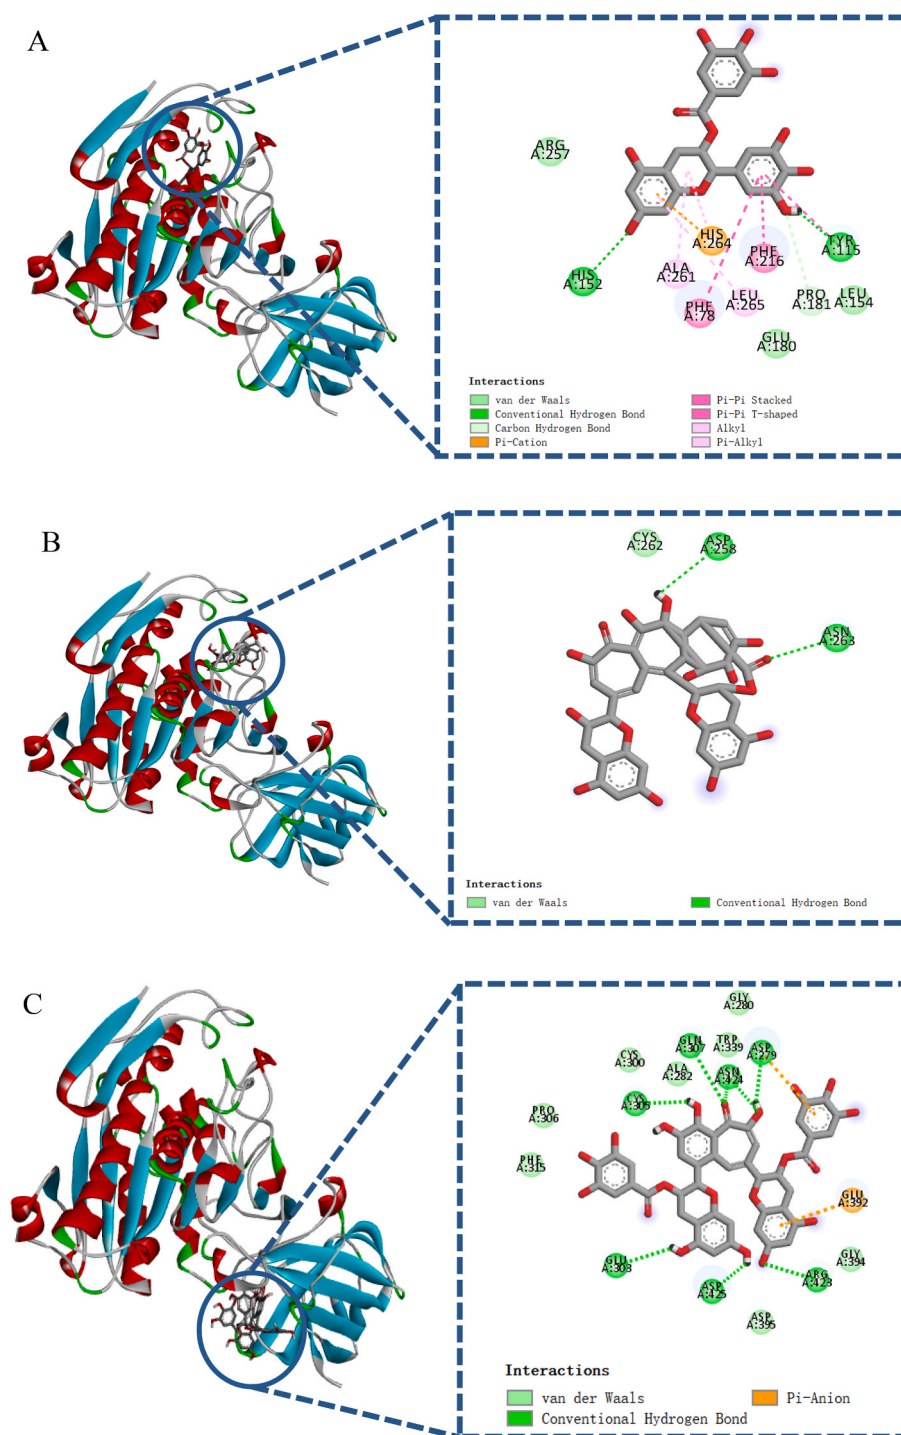 A
ARG
A:257
HIS
A:264
PHE
A:216
TYR
A:115
HIS
A:152
ALA
A:261
PHE
A:78
LEU
A:265
PRO
A:181
LEU
A:154
GLU
A:180
Interactions
van der Waals
Conventional Hydrogen Bond
Carbon Hydrogen Bond
Pi-Cation
Pi-Pi Stacked
Pi-Pi T-shaped
Alkyl
Pi-Alkyl
B
CYS
A:262
ASP
A:258
ASN
A:263
Interactions
van der Waals
Conventional Hydrogen Bond
C
GLY
A:280
GLN
A:307
TRP
A:339
ASP
A:279
CYS
A:300
ALA
A:282
ASN
A:424
CYS
A:305
PRO
A:306
PHE
A:315
GLU
A:392
GLU
A:303
GLY
A:394
ASP
A:425
ARG
A:423
ASP
A:395
Interactions
van der Waals
Conventional Hydrogen Bond
Pi-Anion